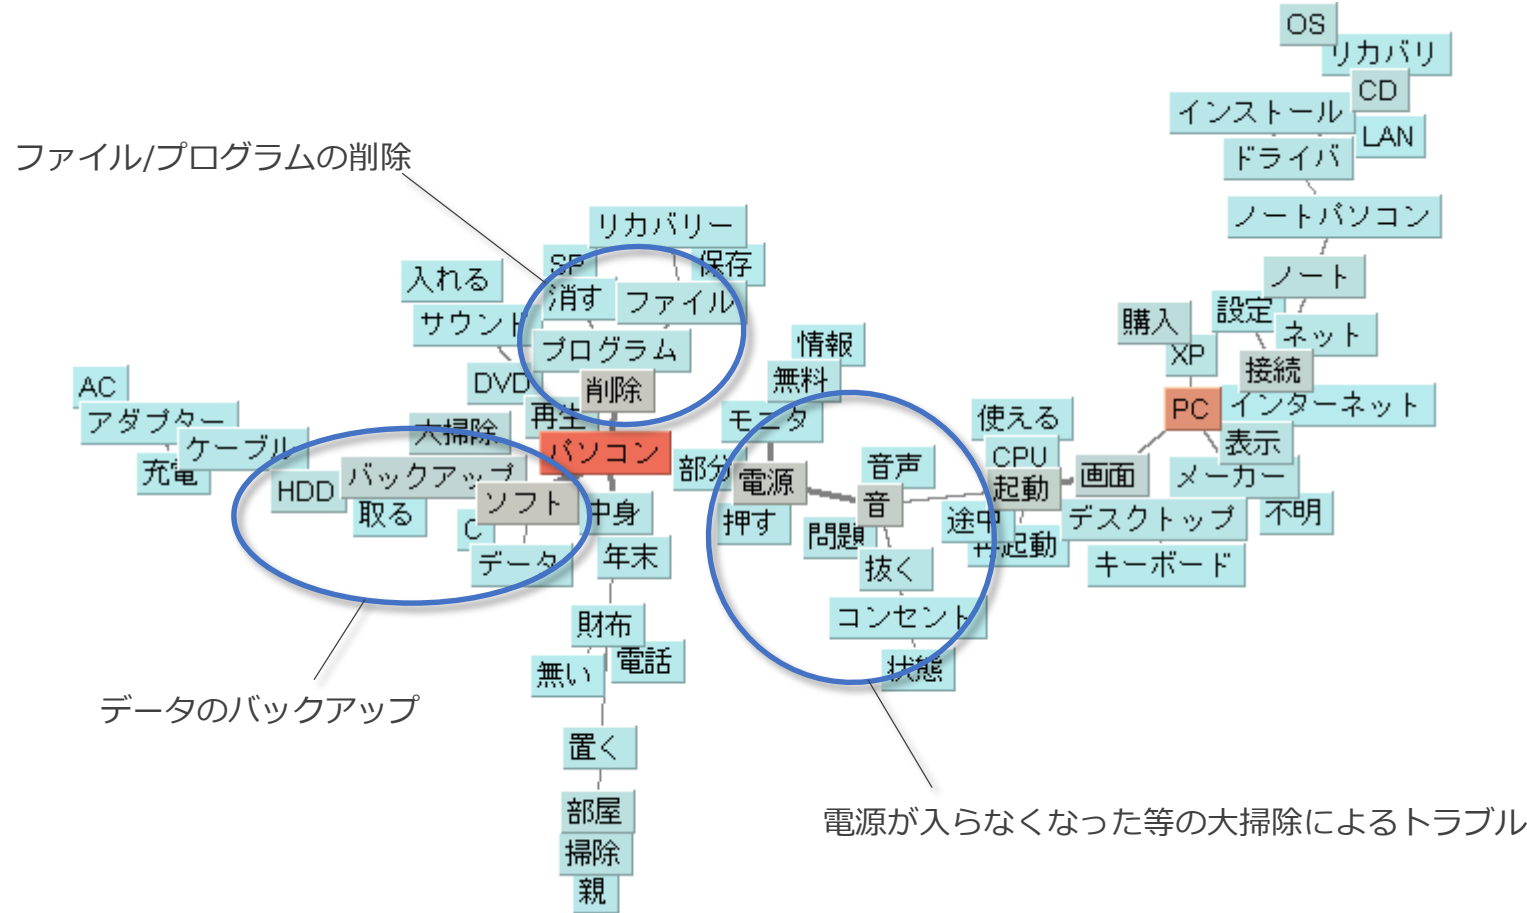 OS
リカバリ
CD
インストール
LAN
ドライバ
ファイル/プログラムの削除
ノートパソコン
リカバリー
SP
保存
入れる
消す
ファイル
ノート
サウンド
設定
購入
ネット
プログラム
情報
XP
接続
AC
DVD
削除
無料
アダプター
再生
モニタ
使える
PC
インターネット
ケーブル
大掃除
パソコン
表示
充電
部分
音声
CPU
画面
メーカー
HDD
バックアップ
電源
起動
ソフト
音
取る
中身
押す
途中
デスクトップ
不明
C
問題
再起動
データ
年末
抜く
キーボード
財布
コンセント
無い
電話
状態
データのバックアップ
置く
部屋
電源が入らなくなった等の大掃除によるトラブル
掃除
親